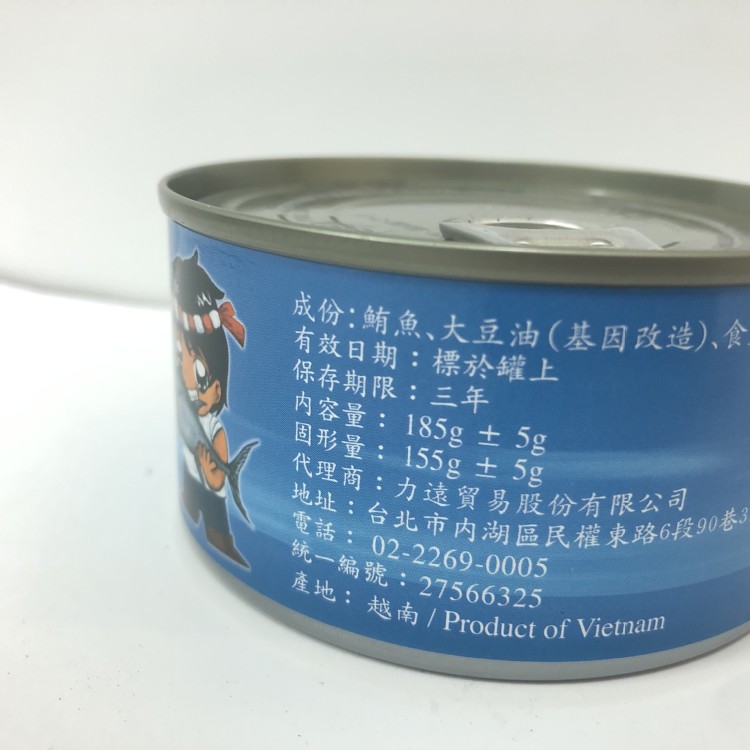 成份：鮪魚、大豆油(基因改造)、食
有效日期：標於罐上
保存期限：三年
內容量：185g ± 5g
固形量：155g ± 5g
代理商：力遠貿易股份有限公司
地址：台北市內湖區民權東路6段90巷3
電話：02-2269-0005
統一編號：27566325
產地：越南 / Product of Vietnam